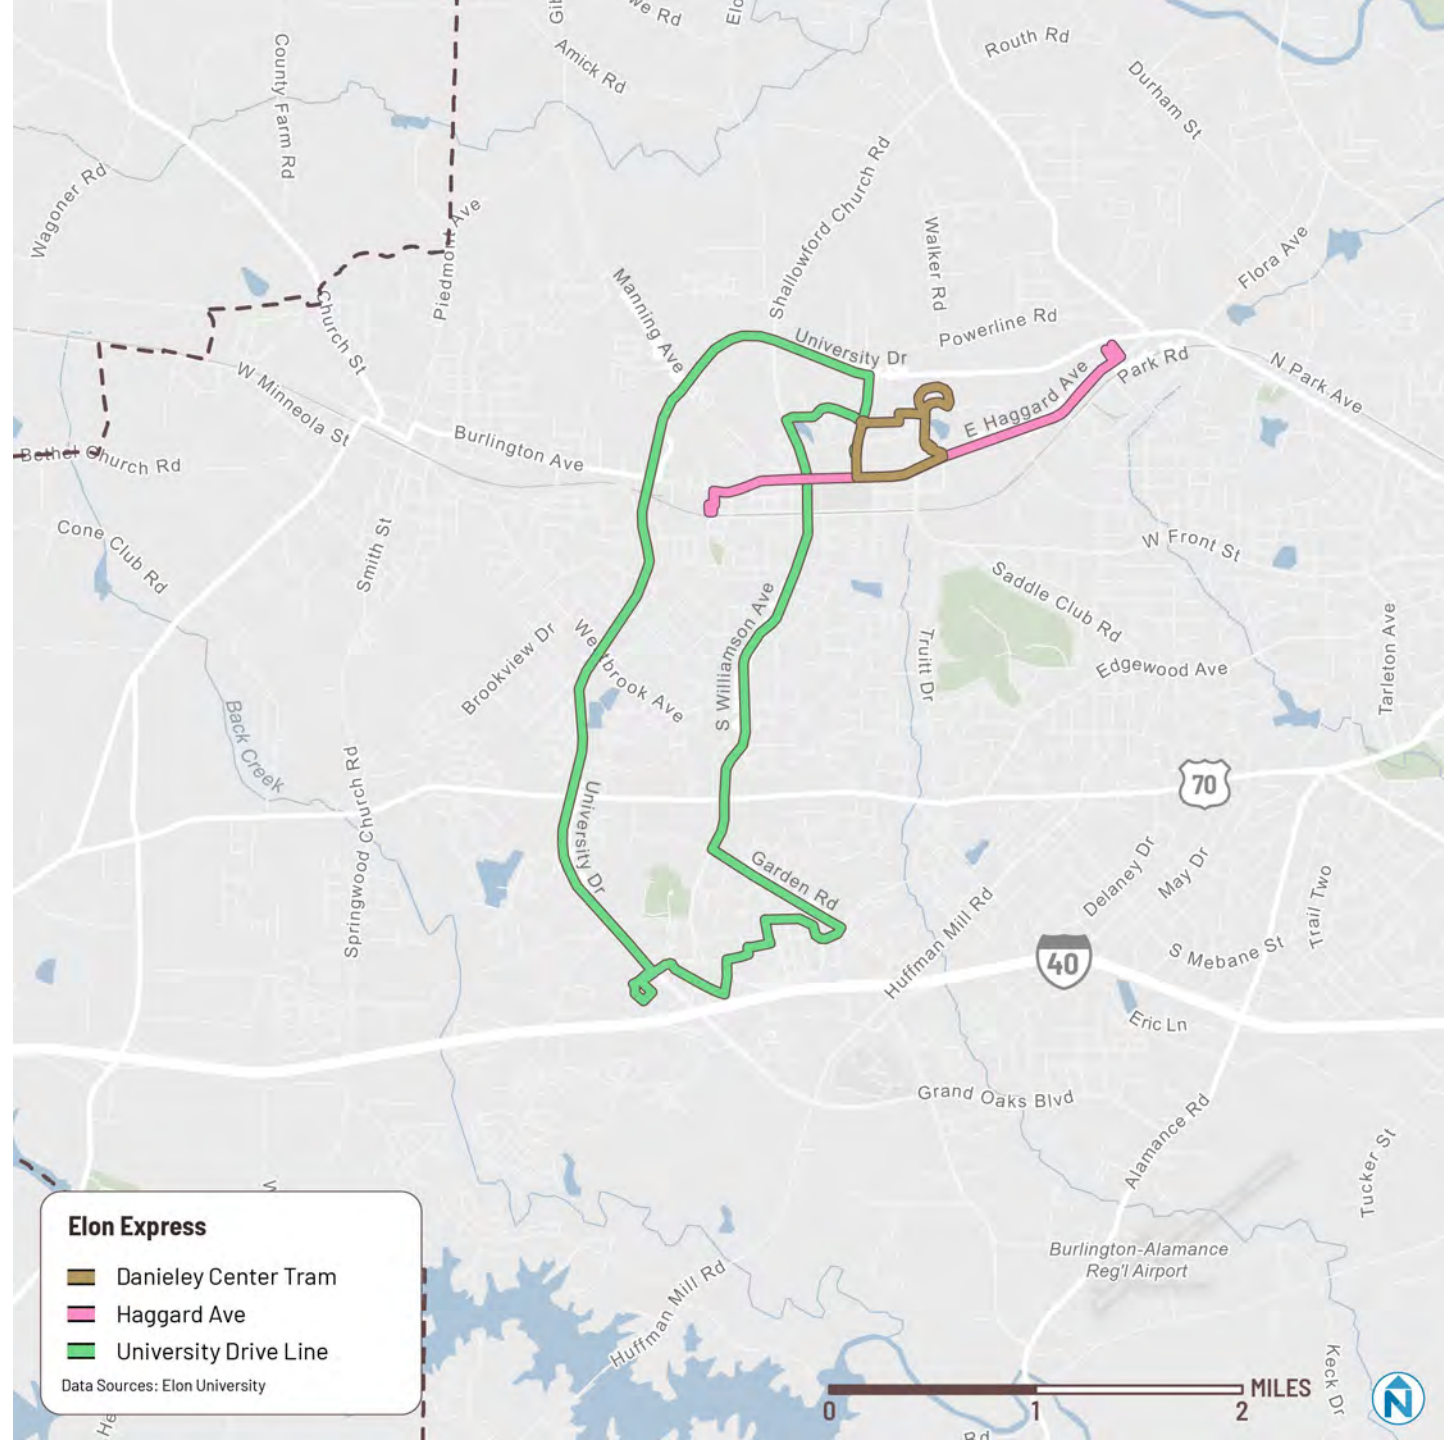 we Rd
Routh Rd
Amick Rd
County Farm Rd
Durham St
Wagoner Rd
Shallowford Church Rd
Piedmont Ave
Walker Rd
Flora Ave
Manning Ave
Church St
Powerline Rd
University Dr
Park Rd
N Park Ave
E Haggard Ave
W Minneola St
Burlington Ave
Bethel Church Rd
Cone Club Rd
Smith St
W Front St
Saddle Club Rd
S Williamson Ave
Brookview Dr
Westbrook Ave
Truitt Dr
Edgewood Ave
Tarleton Ave
Back Creek
Springwood Church Rd
70
University Dr
Garden Rd
Delaney Dr
May Dr
Trail Two
Huffman Mill Rd
S Mebane St
40
Eric Ln
Grand Oaks Blvd
Alamance Rd
Tucker St
Burlington-Alamance
Reg'l Airport
Huffman Mill Rd
Keck Dr
Rd
He
Elon Express
Danieley Center Tram
Haggard Ave
University Drive Line
Data Sources: Elon University
MILES
0 1 2
N